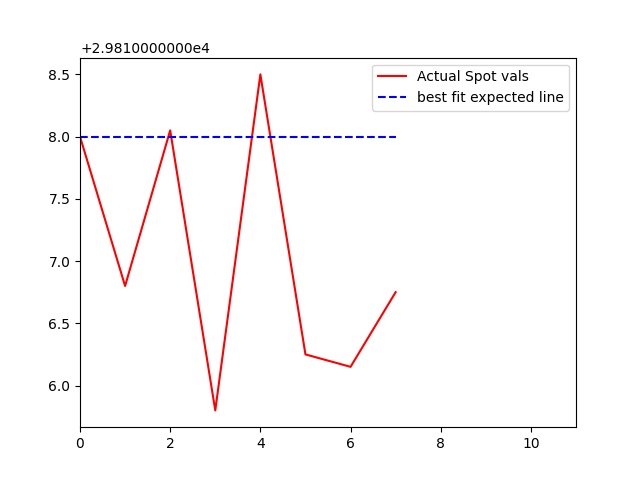 +2.9810000000e4
8.5
8.0
7.5
7.0
6.5
6.0
0 2 4 6 8 10
Actual Spot vals
best fit expected line